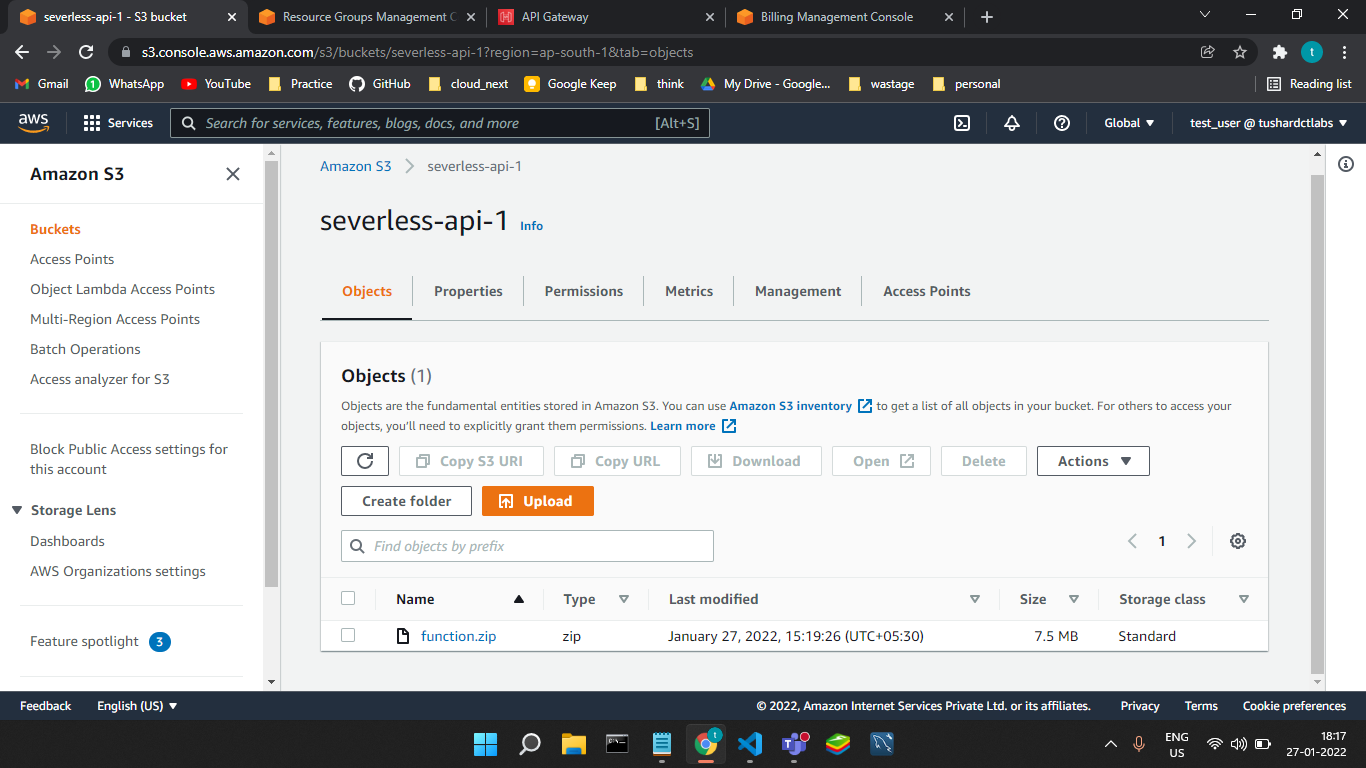 severless-api-1 - S3 bucket
Resource Groups Management C
API Gateway
Billing Management Console
s3.console.aws.amazon.com/s3/buckets/severless-api-1?region=ap-south-1&tab=objects
t
Gmail WhatsApp YouTube Practice GitHub cloud_next Google Keep think My Drive - Google... wastage personal Reading list
aws Services Search for services, features, blogs, docs, and more [Alt+S] Global test_user @ tushardctlabs
Amazon S3
Buckets
Access Points
Object Lambda Access Points
Multi-Region Access Points
Batch Operations
Access analyzer for S3
Block Public Access settings for
this account
Storage Lens
Dashboards
AWS Organizations settings
Feature spotlight 3
Amazon S3 severless-api-1
severless-api-1 Info
Objects Properties Permissions Metrics Management Access Points
Objects (1)
Objects are the fundamental entities stored in Amazon S3. You can use Amazon S3 inventory to get a list of all objects in your bucket. For others to access your
objects, you'll need to explicitly grant them permissions. Learn more
Copy S3 URI Copy URL Download Open Delete Actions
Create folder Upload
Find objects by prefix 1
Name Type Last modified Size Storage class
function.zip zip January 27, 2022, 15:19:26 (UTC+05:30) 7.5 MB Standard
Feedback English (US) © 2022, Amazon Internet Services Private Ltd. or its affiliates. Privacy Terms Cookie preferences
ENG
US
18:17
27-01-2022